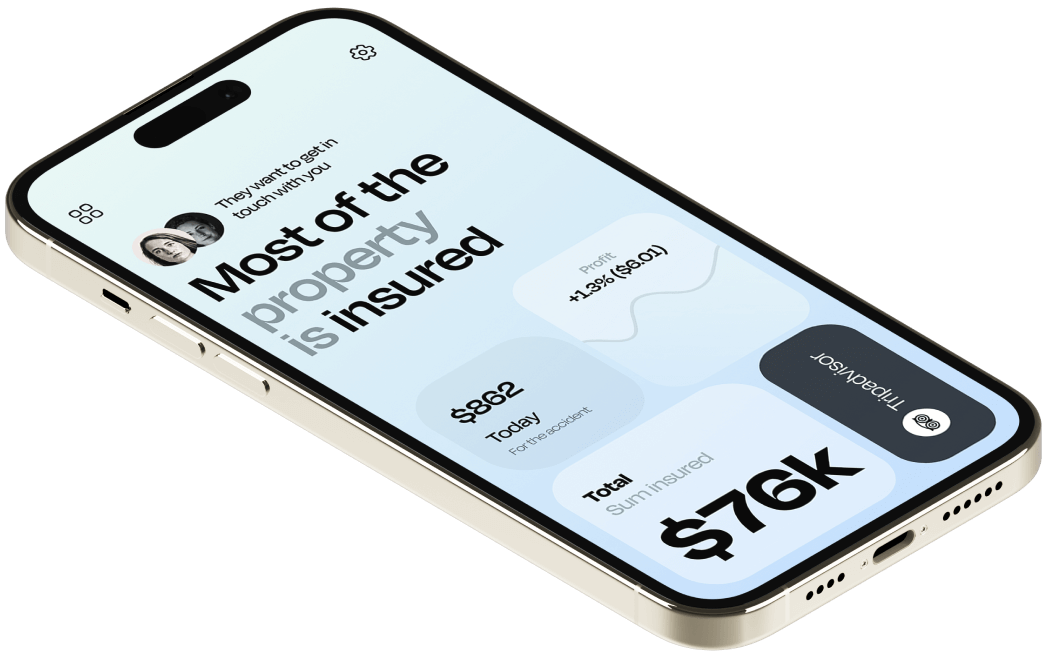 They want to get in
touch with you
Most of the
property
is insured
Profit
+1.3% ($6.01)
$862
Today
For the accident
Total
Sum insured
$76k
Tripadvisor